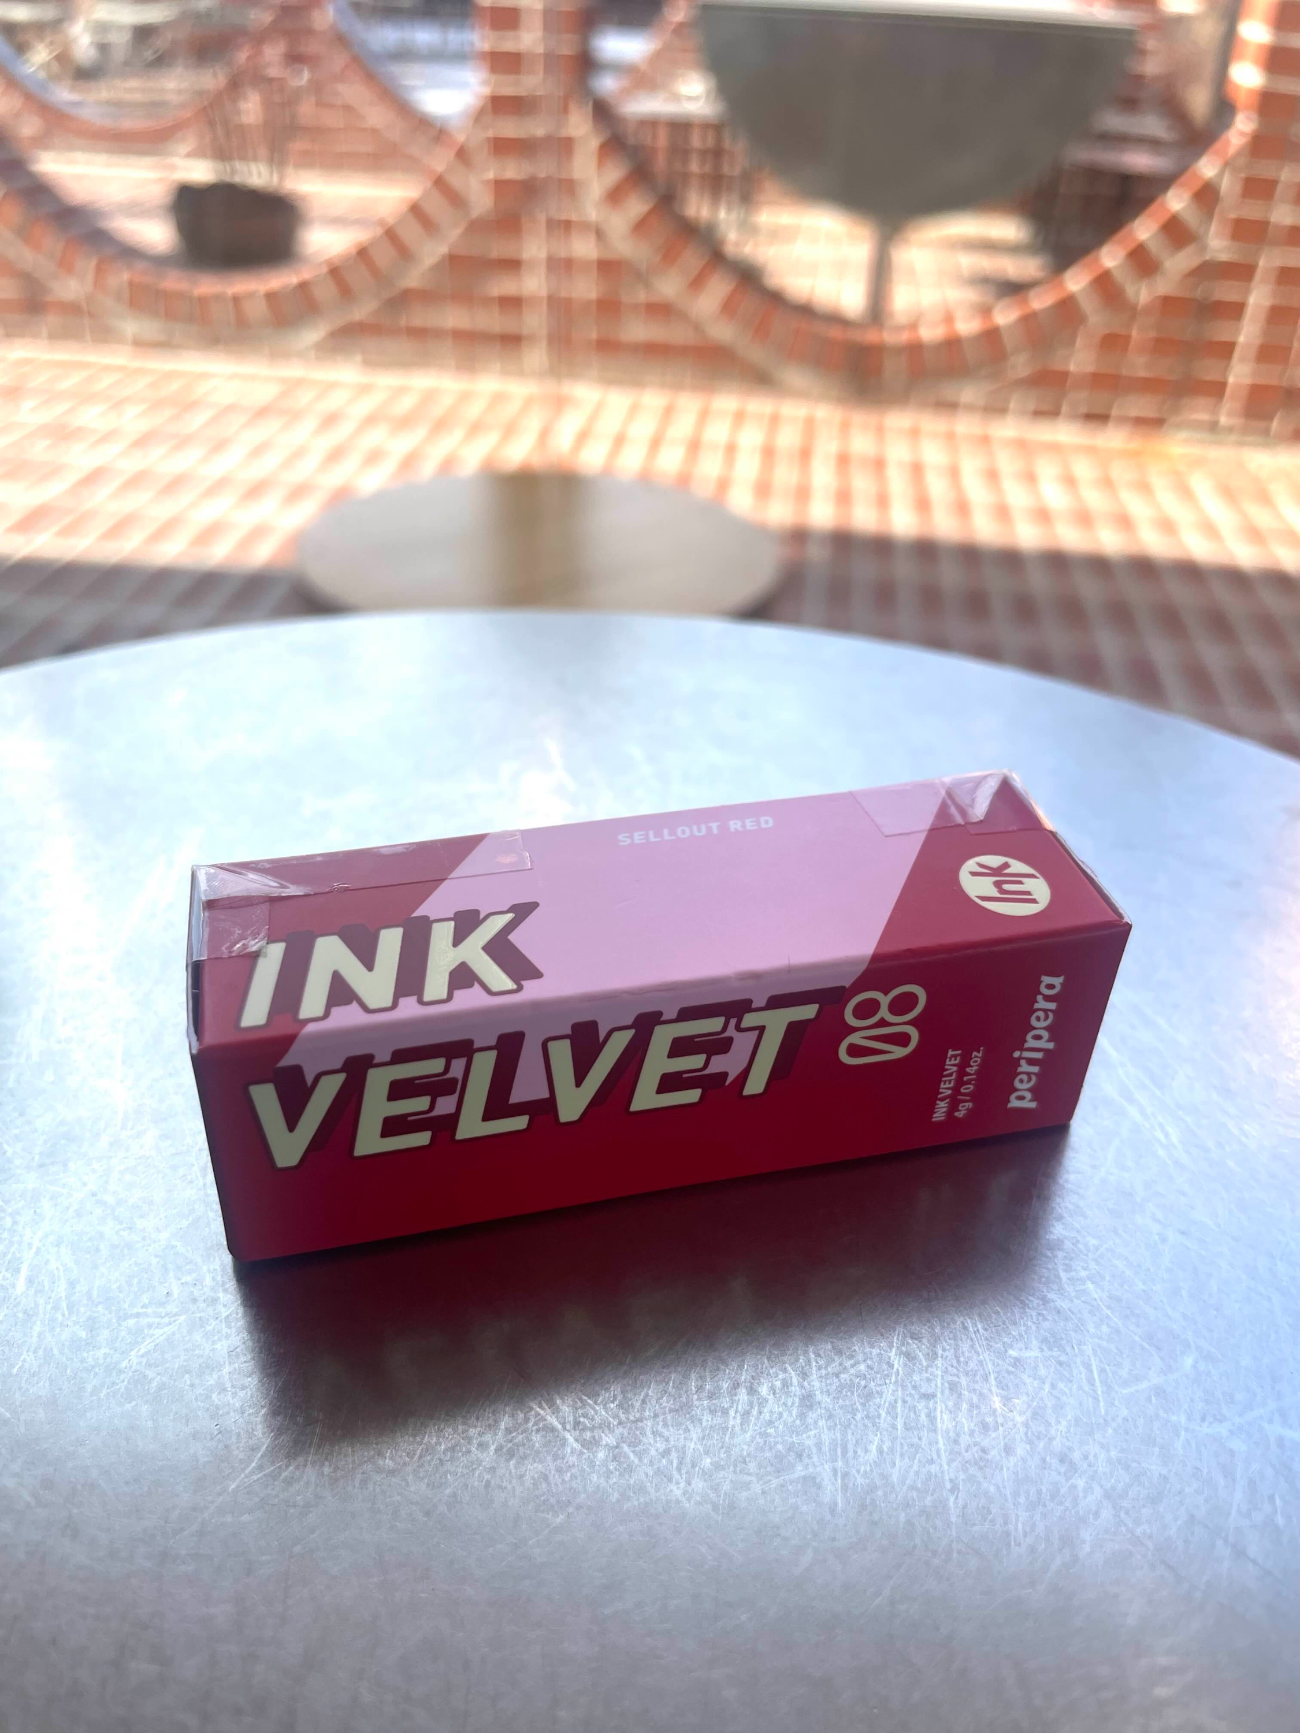 SELLOUT RED
Ink
INK
VELVET
08
INK VELVET
4g / 0.14oz.
peripera